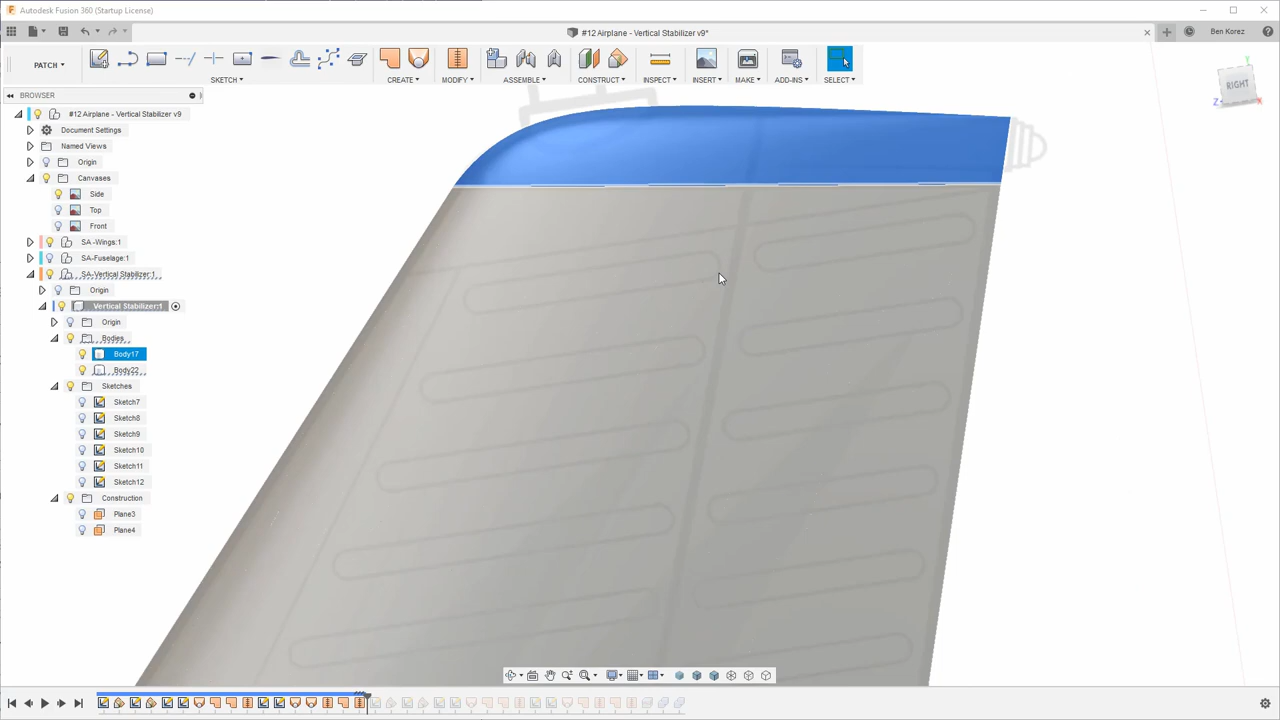 Autodesk Fusion 360 (Startup License)
#12 Airplane - Vertical Stabilizer v9*
Ben Korez
PATCH
SKETCH
CREATE
MODIFY
ASSEMBLE
CONSTRUCT
INSPECT
INSERT
MAKE
ADD-INS
SELECT
BROWSER
#12 Airplane - Vertical Stabilizer v9
Document Settings
Named Views
Origin
Canvases
Side
Top
Front
SA -Wings:1
SA-Fuselage:1
SA-Vertical Stabilizer:1
Origin
Vertical Stabilizer:1
Origin
Bodies
Body17
Body22
Sketches
Sketch7
Sketch8
Sketch9
Sketch10
Sketch11
Sketch12
Construction
Plane3
Plane4
RIGHT
Y
Z
X